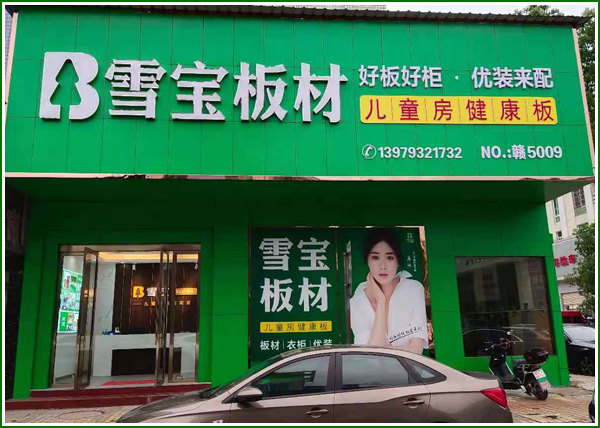 雪宝板材
好板好柜·优装来配
儿童房健康板
13979321732 NO.:赣5009
雪宝
板材
儿童房健康板
板材|衣柜|优装
雪宝